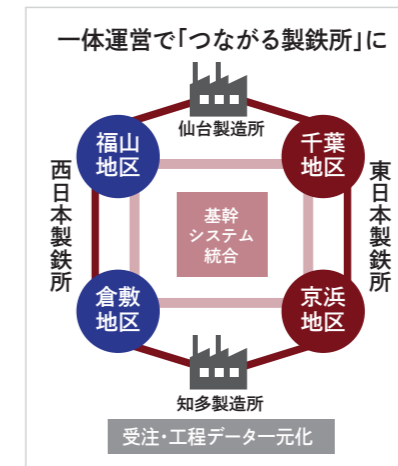 一体運営で「つながる製鉄所」に
仙台製造所
福山
地区
千葉
地区
西日本製鉄所
基幹
システム
統合
東日本製鉄所
倉敷
地区
京浜
地区
知多製造所
受注・工程データ一元化